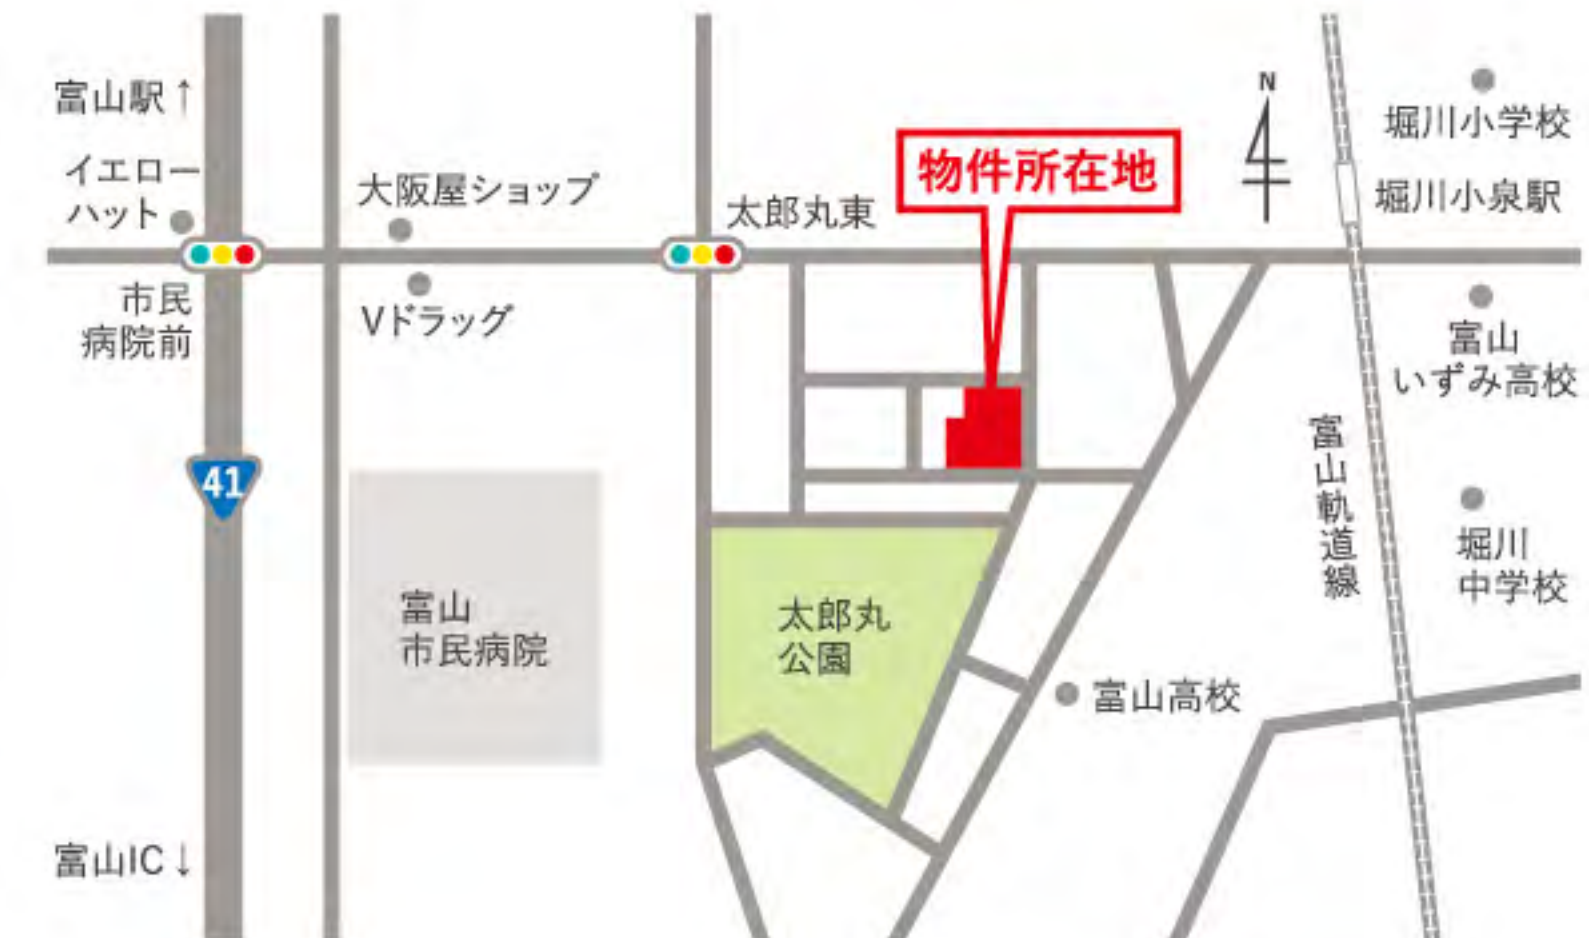 富山駅↑
イエロー
ハット
大阪屋ショップ
太郎丸東
物件所在地
N
堀川小学校
堀川小泉駅
市民
病院前
Vドラッグ
富山
いずみ高校
41
富山軌道線
堀川
中学校
富山
市民病院
太郎丸
公園
富山高校
富山IC↓